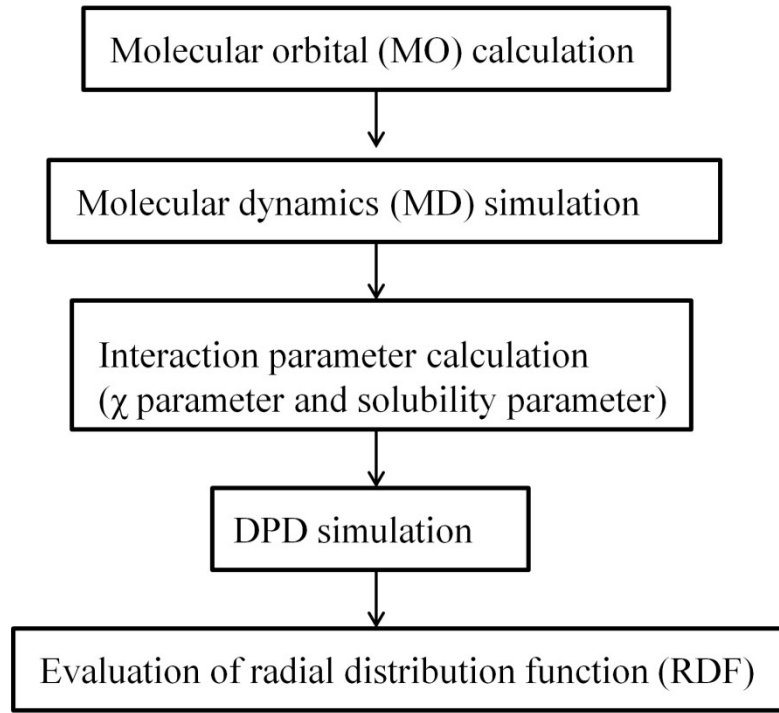 Molecular orbital (MO) calculation
Molecular dynamics (MD) simulation
Interaction parameter calculation
(χ parameter and solubility parameter)
DPD simulation
Evaluation of radial distribution function (RDF)